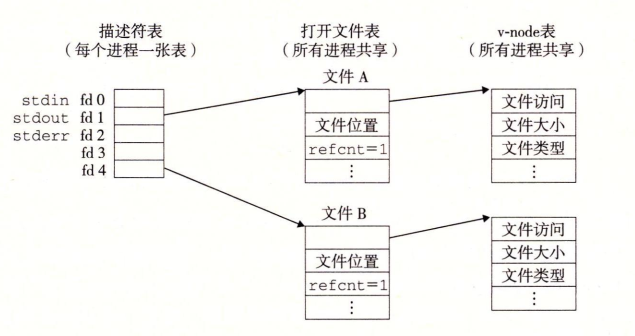 描述符表
（每个进程一张表）
打开文件表
（所有进程共享）
v-node表
（所有进程共享）
stdin fd 0
stdout fd 1
stderr fd 2
fd 3
fd 4
文件 A
文件位置
refcnt=1
⋮
文件访问
文件大小
文件类型
⋮
文件 B
文件位置
refcnt=1
⋮
文件访问
文件大小
文件类型
⋮